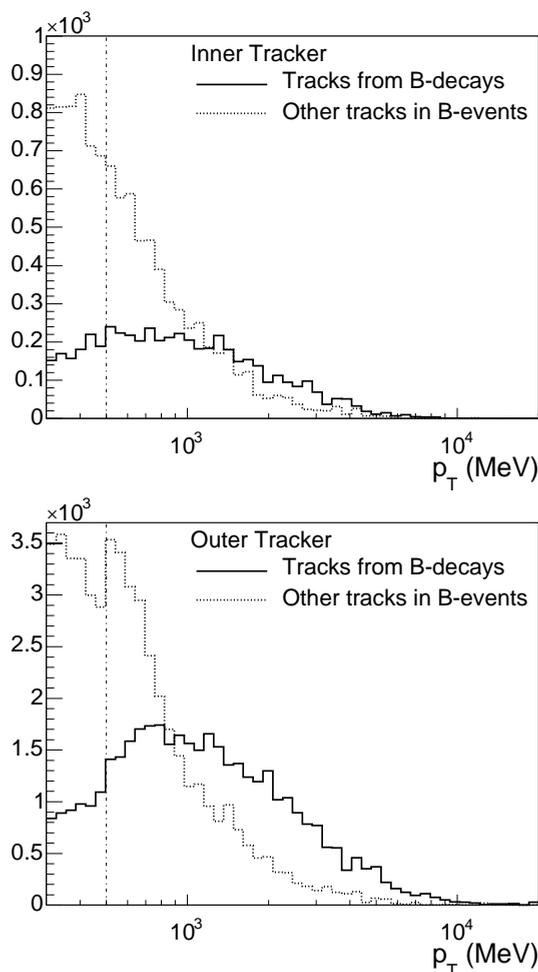 ×10³
1
0.9
0.8
0.7
0.6
0.5
0.4
0.3
0.2
0.1
0
Inner Tracker
Tracks from B-decays
Other tracks in B-events
10³ 10⁴
p_T (MeV)
×10³
3.5
3
2.5
2
1.5
1
0.5
0
Outer Tracker
Tracks from B-decays
Other tracks in B-events
10³ 10⁴
p_T (MeV)